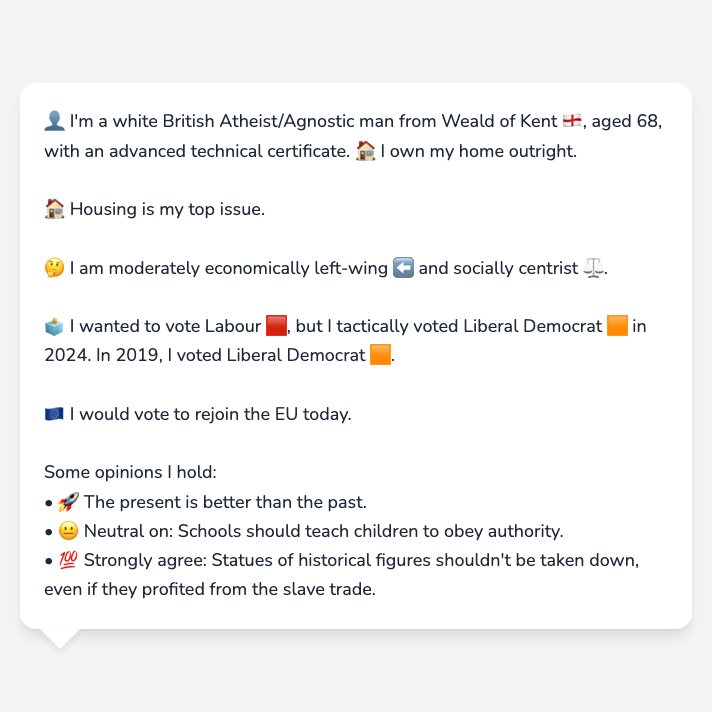 👤 I'm a white British Atheist/Agnostic man from Weald of Kent 🏴󠁧󠁢󠁥󠁮󠁧󠁿, aged 68,
with an advanced technical certificate. 🏠 I own my home outright.
🏠 Housing is my top issue.
🤔 I am moderately economically left-wing ⬅️ and socially centrist ⚖️.
🗳️ I wanted to vote Labour 🟥, but I tactically voted Liberal Democrat 🟧 in
2024. In 2019, I voted Liberal Democrat 🟧.
🇪🇺 I would vote to rejoin the EU today.
Some opinions I hold:
• 🚀 The present is better than the past.
• 😐 Neutral on: Schools should teach children to obey authority.
• 💯 Strongly agree: Statues of historical figures shouldn't be taken down,
even if they profited from the slave trade.